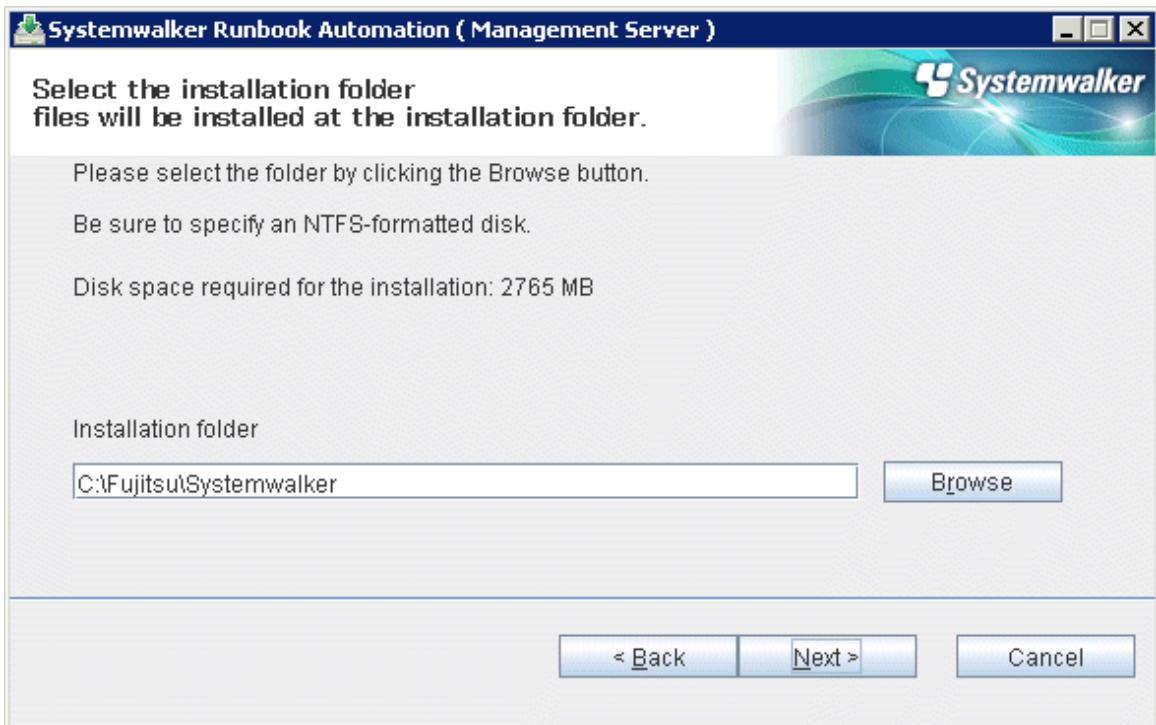 Systemwalker Runbook Automation ( Management Server )
Systemwalker
Select the installation folder
files will be installed at the installation folder.
Please select the folder by clicking the Browse button.
Be sure to specify an NTFS-formatted disk.
Disk space required for the installation: 2765 MB
Installation folder
C:\Fujitsu\Systemwalker
Browse
< Back
Next >
Cancel